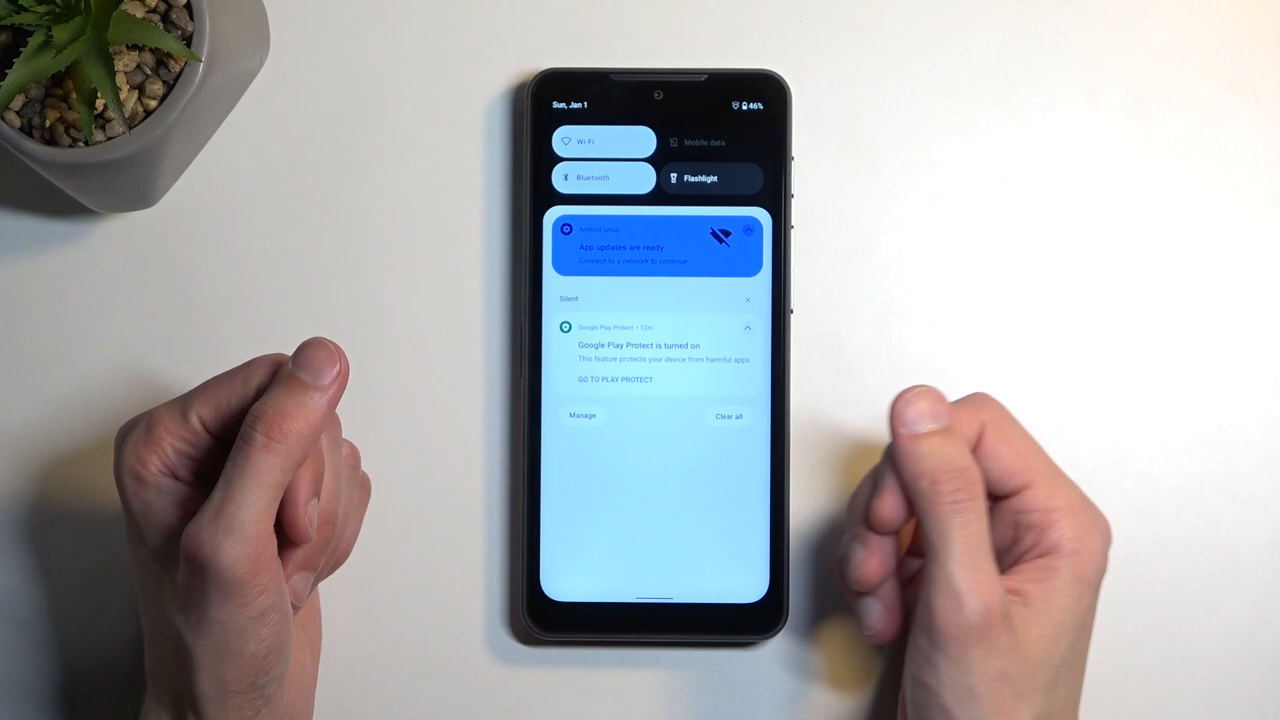 Sun, Jan 1
46%
Wi-Fi
Mobile data
Bluetooth
Flashlight
Android Setup
App updates are ready
Connect to a network to continue
Silent
Google Play Protect • 12m
Google Play Protect is turned on
This feature protects your device from harmful apps
GO TO PLAY PROTECT
Manage
Clear all